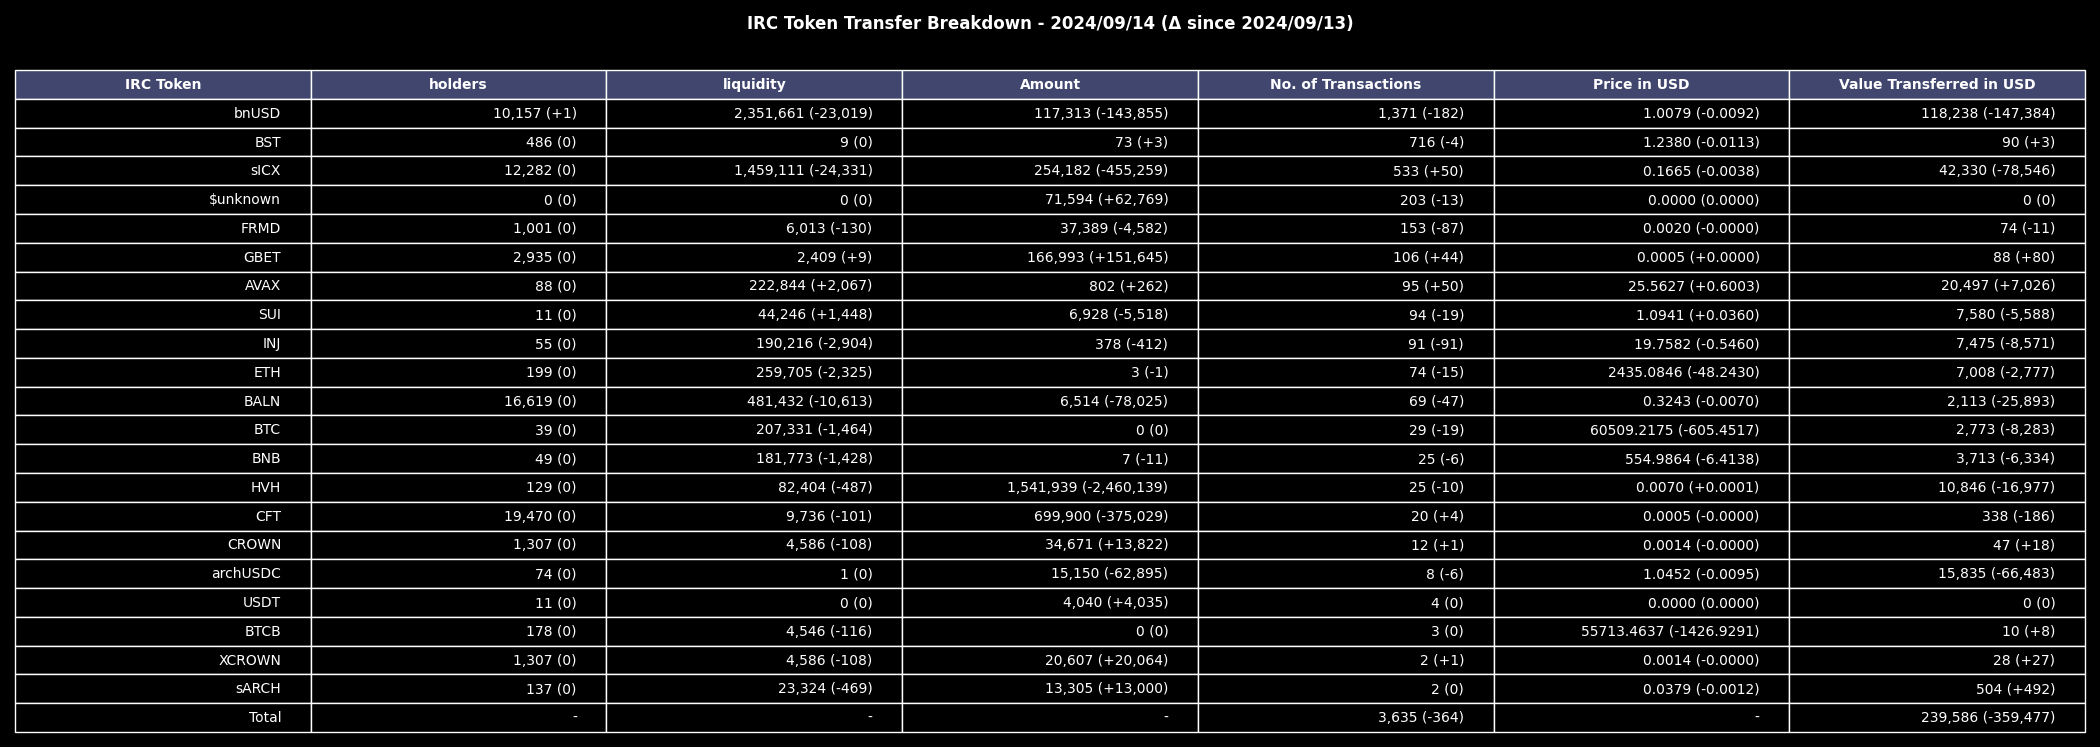 IRC Token Transfer Breakdown - 2024/09/14 (Δ since 2024/09/13)
IRC Token holders liquidity Amount No. of Transactions Price in USD Value Transferred in USD
bnUSD 10,157 (+1) 2,351,661 (-23,019) 117,313 (-143,855) 1,371 (-182) 1.0079 (-0.0092) 118,238 (-147,384)
BST 486 (0) 9 (0) 73 (+3) 716 (-4) 1.2380 (-0.0113) 90 (+3)
sICX 12,282 (0) 1,459,111 (-24,331) 254,182 (-455,259) 533 (+50) 0.1665 (-0.0038) 42,330 (-78,546)
$unknown 0 (0) 0 (0) 71,594 (+62,769) 203 (-13) 0.0000 (0.0000) 0 (0)
FRMD 1,001 (0) 6,013 (-130) 37,389 (-4,582) 153 (-87) 0.0020 (-0.0000) 74 (-11)
GBET 2,935 (0) 2,409 (+9) 166,993 (+151,645) 106 (+44) 0.0005 (+0.0000) 88 (+80)
AVAX 88 (0) 222,844 (+2,067) 802 (+262) 95 (+50) 25.5627 (+0.6003) 20,497 (+7,026)
SUI 11 (0) 44,246 (+1,448) 6,928 (-5,518) 94 (-19) 1.0941 (+0.0360) 7,580 (-5,588)
INJ 55 (0) 190,216 (-2,904) 378 (-412) 91 (-91) 19.7582 (-0.5460) 7,475 (-8,571)
ETH 199 (0) 259,705 (-2,325) 3 (-1) 74 (-15) 2435.0846 (-48.2430) 7,008 (-2,777)
BALN 16,619 (0) 481,432 (-10,613) 6,514 (-78,025) 69 (-47) 0.3243 (-0.0070) 2,113 (-25,893)
BTC 39 (0) 207,331 (-1,464) 0 (0) 29 (-19) 60509.2175 (-605.4517) 2,773 (-8,283)
BNB 49 (0) 181,773 (-1,428) 7 (-11) 25 (-6) 554.9864 (-6.4138) 3,713 (-6,334)
HVH 129 (0) 82,404 (-487) 1,541,939 (-2,460,139) 25 (-10) 0.0070 (+0.0001) 10,846 (-16,977)
CFT 19,470 (0) 9,736 (-101) 699,900 (-375,029) 20 (+4) 0.0005 (-0.0000) 338 (-186)
CROWN 1,307 (0) 4,586 (-108) 34,671 (+13,822) 12 (+1) 0.0014 (-0.0000) 47 (+18)
archUSDC 74 (0) 1 (0) 15,150 (-62,895) 8 (-6) 1.0452 (-0.0095) 15,835 (-66,483)
USDT 11 (0) 0 (0) 4,040 (+4,035) 4 (0) 0.0000 (0.0000) 0 (0)
BTCB 178 (0) 4,546 (-116) 0 (0) 3 (0) 55713.4637 (-1426.9291) 10 (+8)
XCROWN 1,307 (0) 4,586 (-108) 20,607 (+20,064) 2 (+1) 0.0014 (-0.0000) 28 (+27)
sARCH 137 (0) 23,324 (-469) 13,305 (+13,000) 2 (0) 0.0379 (-0.0012) 504 (+492)
Total - - - 3,635 (-364) - 239,586 (-359,477)